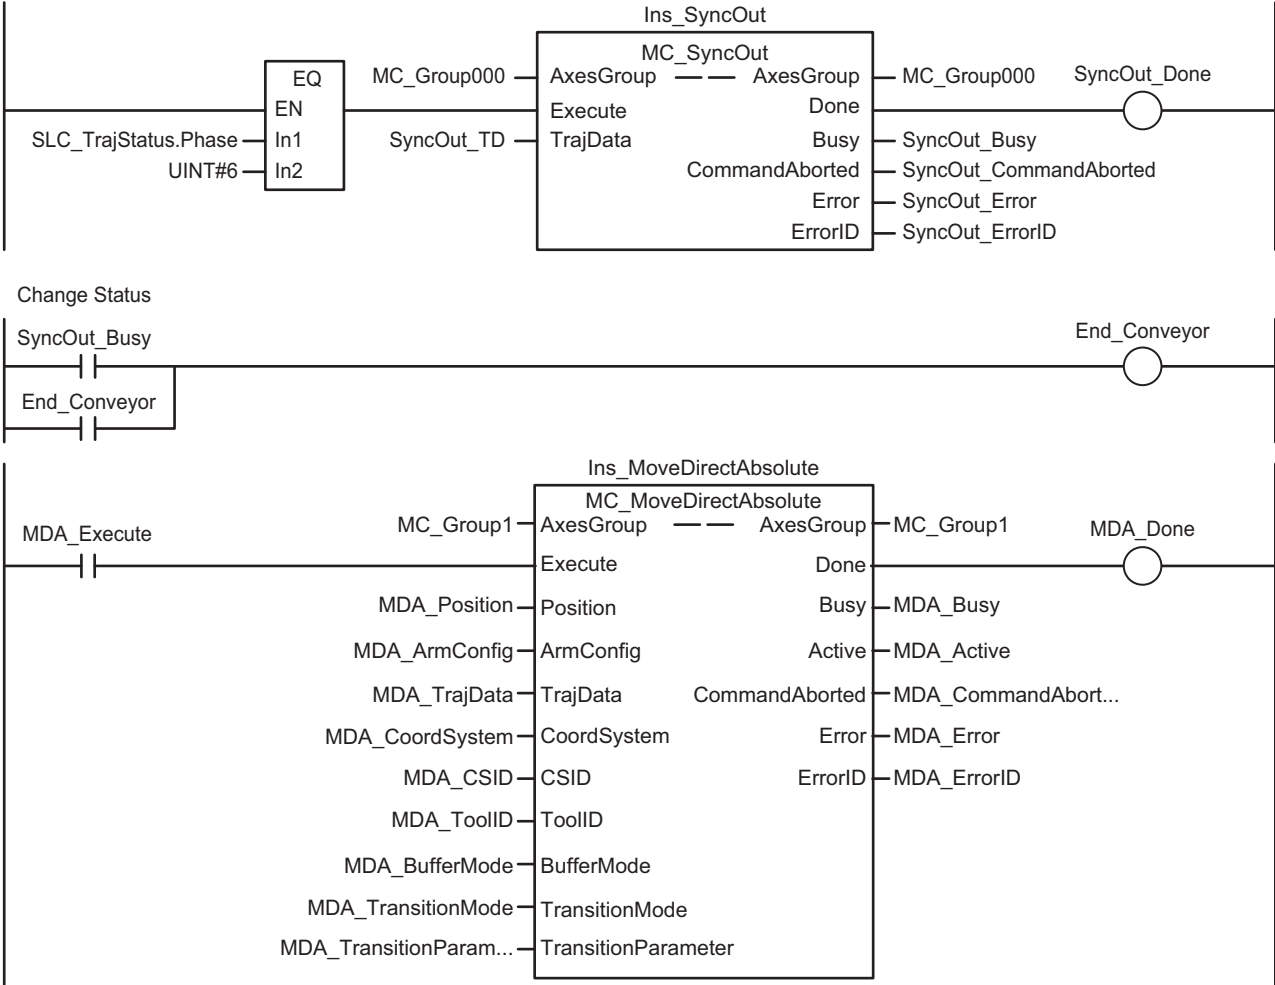 Ins_SyncOut
MC_SyncOut
EQ
MC_Group000 AxesGroup AxesGroup MC_Group000 SyncOut_Done
EN Execute Done
SLC_TrajStatus.Phase In1 SyncOut_TD TrajData Busy SyncOut_Busy
UINT#6 In2 CommandAborted SyncOut_CommandAborted
Error SyncOut_Error
ErrorID SyncOut_ErrorID
Change Status
SyncOut_Busy End_Conveyor
End_Conveyor
Ins_MoveDirectAbsolute
MC_MoveDirectAbsolute
MDA_Execute MC_Group1 AxesGroup AxesGroup MC_Group1 MDA_Done
Execute Done
MDA_Position Position Busy MDA_Busy
MDA_ArmConfig ArmConfig Active MDA_Active
MDA_TrajData TrajData CommandAborted MDA_CommandAbort...
MDA_CoordSystem CoordSystem Error MDA_Error
MDA_CSID CSID ErrorID MDA_ErrorID
MDA_ToolID ToolID
MDA_BufferMode BufferMode
MDA_TransitionMode TransitionMode
MDA_TransitionParam... TransitionParameter